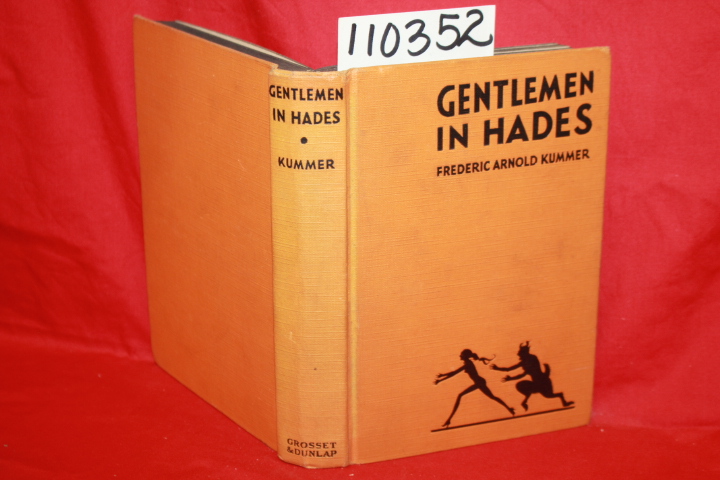 110352
GENTLEMEN
IN HADES
•
KUMMER
GROSSET
& DUNLAP
GENTLEMEN
IN HADES
FREDERIC ARNOLD KUMMER